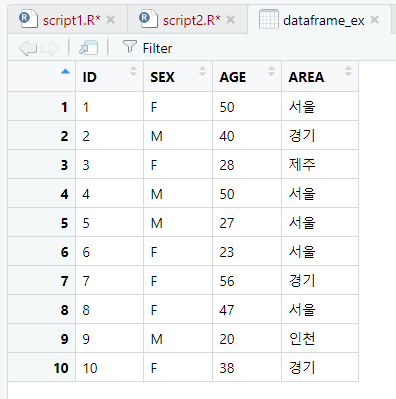 script1.R* script2.R* dataframe_ex
Filter
ID SEX AGE AREA
1 1 F 50 서울
2 2 M 40 경기
3 3 F 28 제주
4 4 M 50 서울
5 5 M 27 서울
6 6 F 23 서울
7 7 F 56 경기
8 8 F 47 서울
9 9 M 20 인천
10 10 F 38 경기